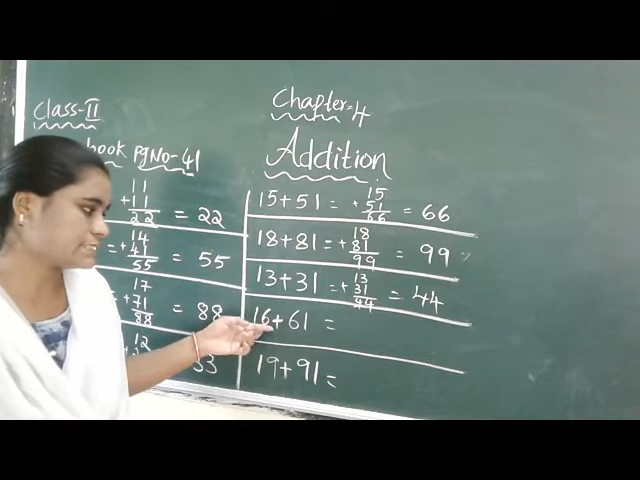 Class-II
Chapter=4
book pgNo-41
Addition
11
+11
22 = 22
14
=+41
55 = 55
17
=+71
88 = 88
12
33
15+51= +15
51
66 = 66
18+81=+18
81
99 = 99
13+31=+13
31
44 = 44
16+61 =
19+91=